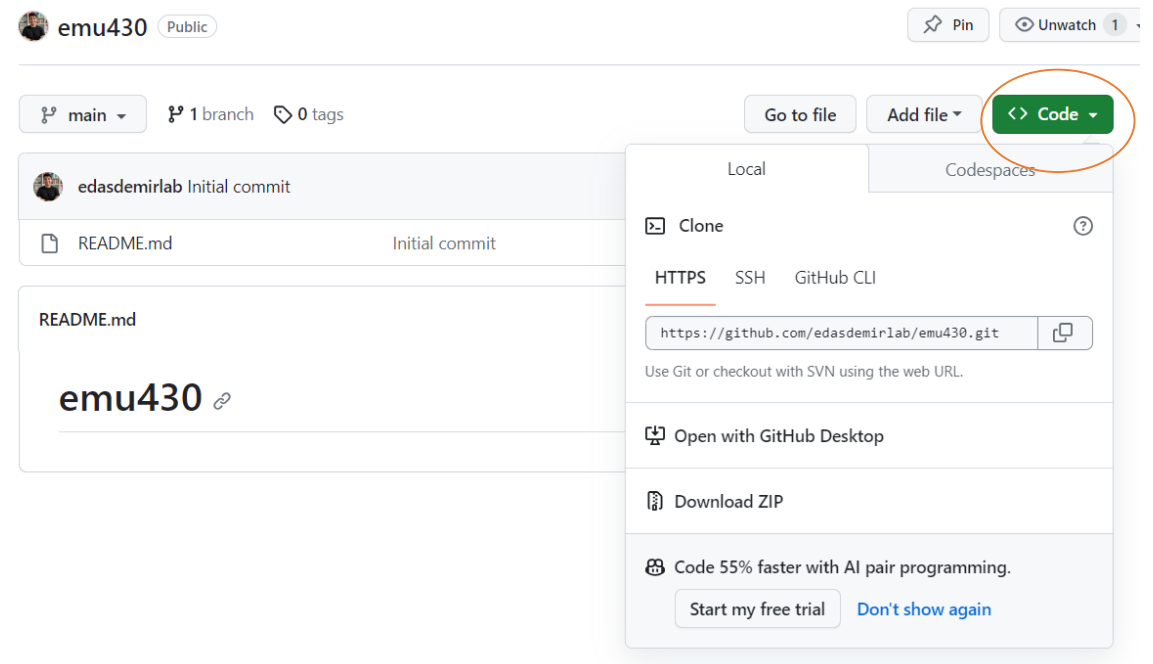 emu430 Public
Pin
Unwatch 1
main
1 branch
0 tags
Go to file
Add file
Code
edasdemirlab Initial commit
README.md Initial commit
README.md
emu430
Local
Codespaces
Clone
HTTPS SSH GitHub CLI
https://github.com/edasdemirlab/emu430.git
Use Git or checkout with SVN using the web URL.
Open with GitHub Desktop
Download ZIP
Code 55% faster with AI pair programming.
Start my free trial Don't show again